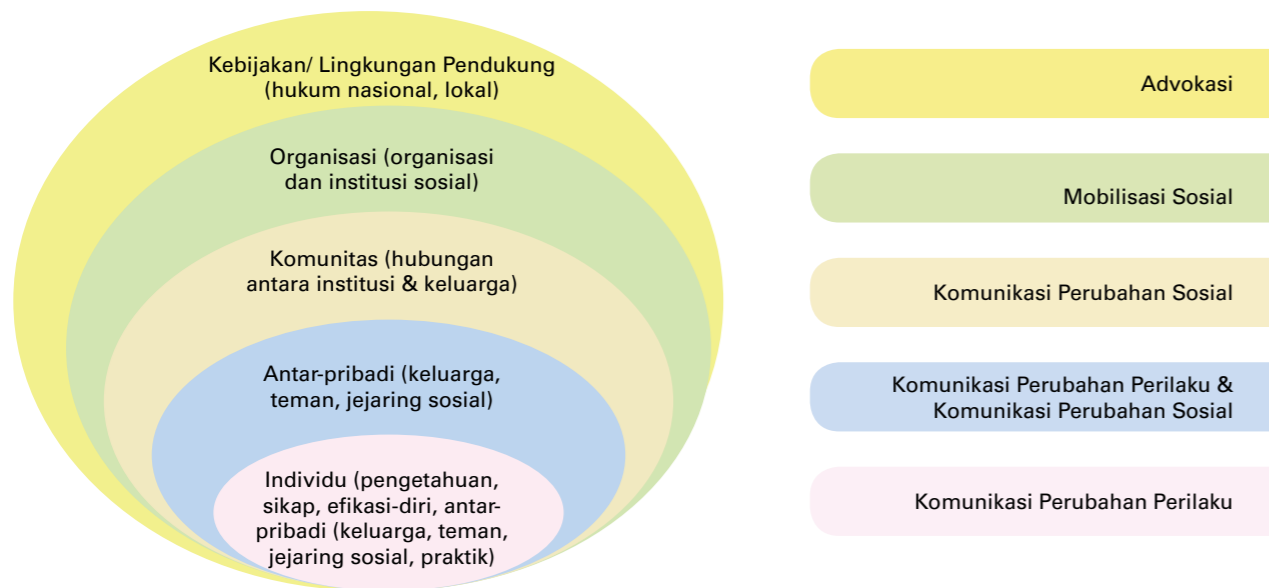 Kebijakan/ Lingkungan Pendukung
(hukum nasional, lokal)
Organisasi (organisasi
dan institusi sosial)
Komunitas (hubungan
antara institusi & keluarga)
Antar-pribadi (keluarga,
teman, jejaring sosial)
Individu (pengetahuan,
sikap, efikasi-diri, antar-
pribadi (keluarga, teman,
jejaring sosial, praktik)
Advokasi
Mobilisasi Sosial
Komunikasi Perubahan Sosial
Komunikasi Perubahan Perilaku &
Komunikasi Perubahan Sosial
Komunikasi Perubahan Perilaku